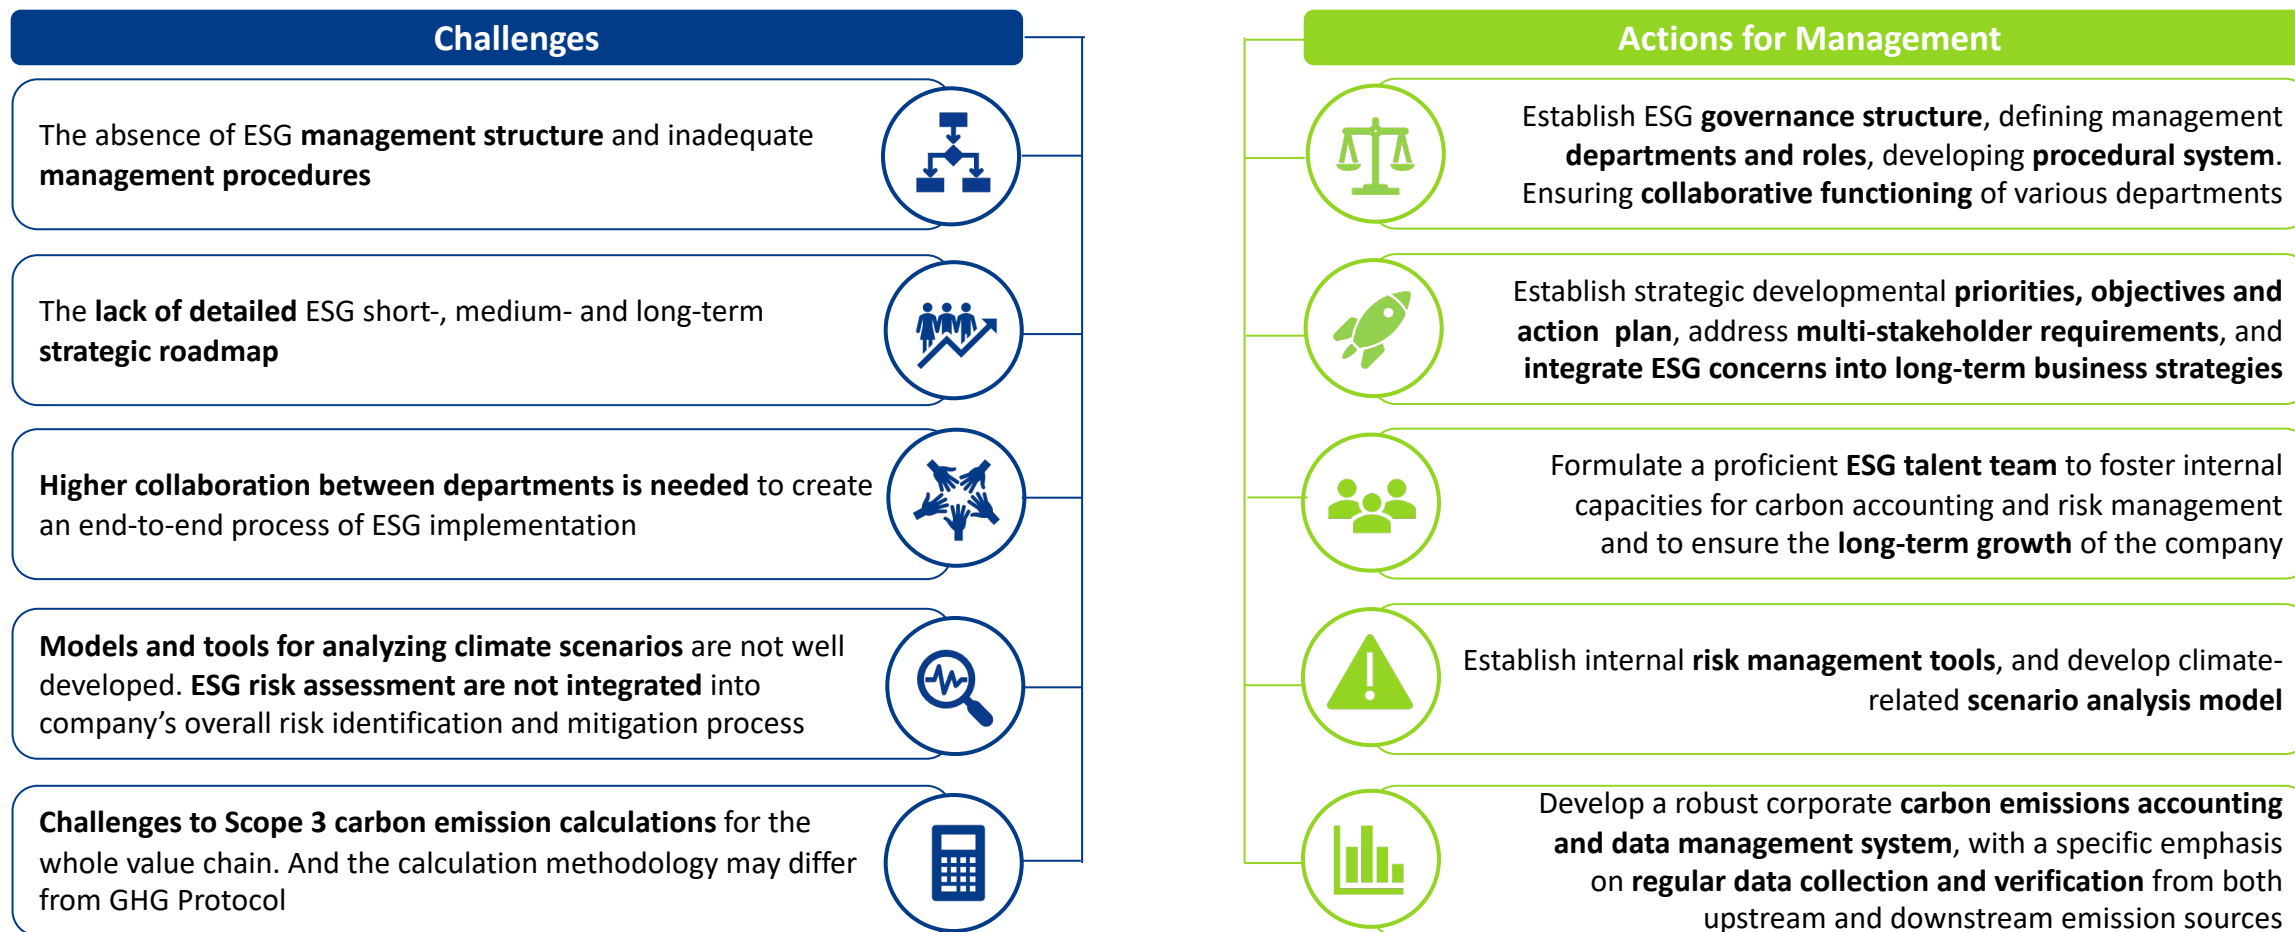 Challenges
The absence of ESG management structure and inadequate
management procedures
The lack of detailed ESG short-, medium- and long-term
strategic roadmap
Higher collaboration between departments is needed to create
an end-to-end process of ESG implementation
Models and tools for analyzing climate scenarios are not well
developed. ESG risk assessment are not integrated into
company’s overall risk identification and mitigation process
Challenges to Scope 3 carbon emission calculations for the
whole value chain. And the calculation methodology may differ
from GHG Protocol
Actions for Management
Establish ESG governance structure, defining management
departments and roles, developing procedural system.
Ensuring collaborative functioning of various departments
Establish strategic developmental priorities, objectives and
action plan, address multi-stakeholder requirements, and
integrate ESG concerns into long-term business strategies
Formulate a proficient ESG talent team to foster internal
capacities for carbon accounting and risk management
and to ensure the long-term growth of the company
Establish internal risk management tools, and develop climate-
related scenario analysis model
Develop a robust corporate carbon emissions accounting
and data management system, with a specific emphasis
on regular data collection and verification from both
upstream and downstream emission sources